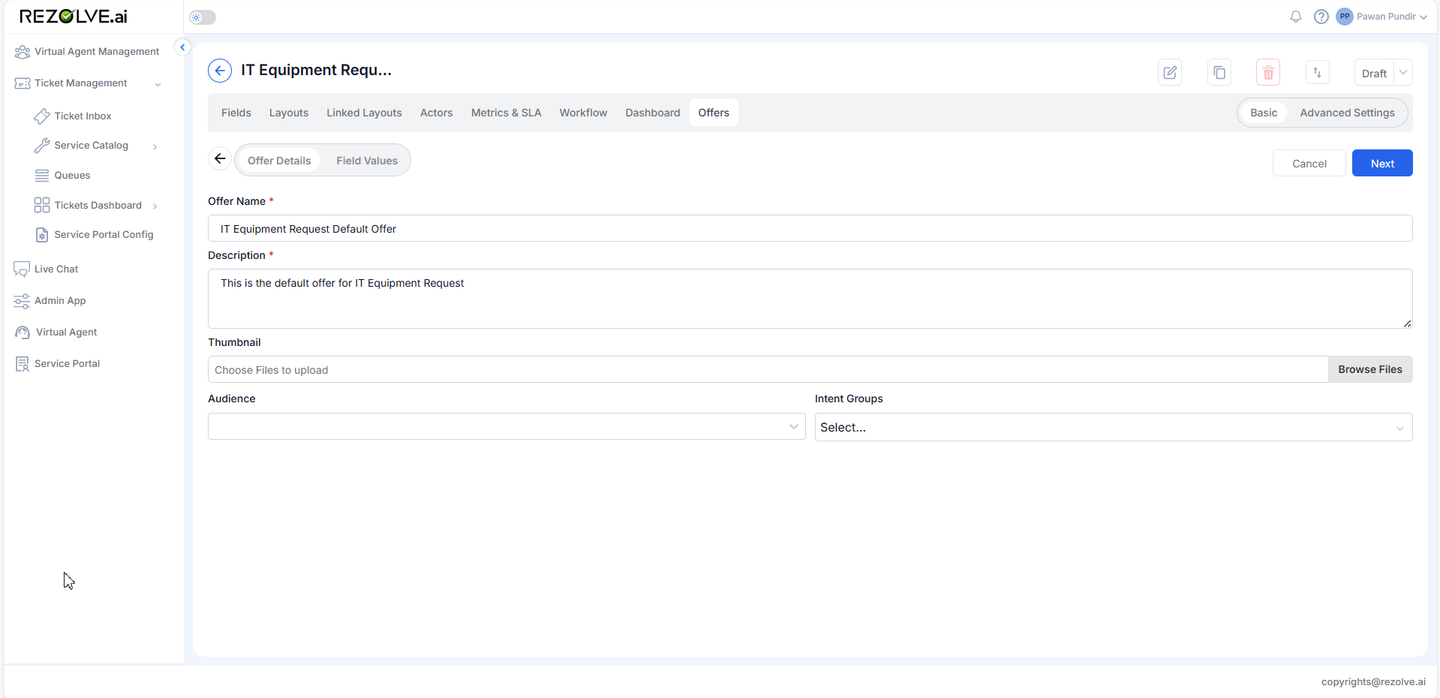 REZOLVE.ai
PP Pawan Pundir
Virtual Agent Management
Ticket Management
Ticket Inbox
Service Catalog
Queues
Tickets Dashboard
Service Portal Config
Live Chat
Admin App
Virtual Agent
Service Portal
IT Equipment Requ...
Draft
Fields Layouts Linked Layouts Actors Metrics & SLA Workflow Dashboard Offers
Basic Advanced Settings
Offer Details Field Values
Cancel Next
Offer Name *
IT Equipment Request Default Offer
Description *
This is the default offer for IT Equipment Request
Thumbnail
Choose Files to upload Browse Files
Audience Intent Groups
Select...
copyrights@rezolve.ai